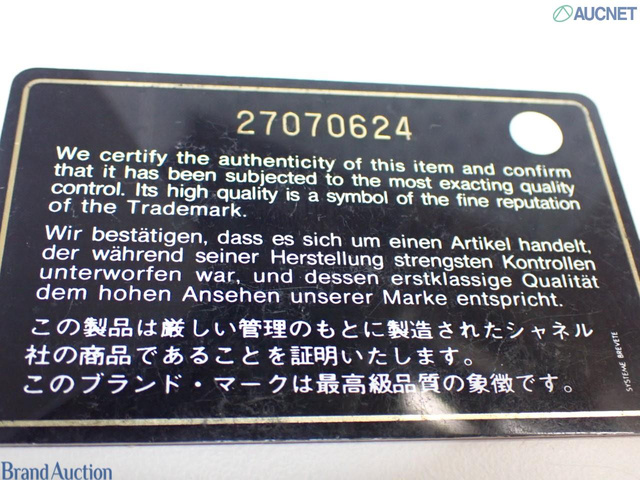 AUCNET
27070624
We certify the authenticity of this item and confirm
that it has been subjected to the most exacting quality
control. Its high quality is a symbol of the fine reputation
of the Trademark.
Wir bestätigen, dass es sich um einen Artikel handelt,
der während seiner Herstellung strengsten Kontrollen
unterworfen war, und dessen erstklassige Qualität
dem hohen Ansehen unserer Marke entspricht.
この製品は厳しい管理のもとに製造されたシャネル
社の商品であることを証明いたします。
このブランド・マークは最高級品質の象徴です。
SYSTEME BREVETE
Brand Auction